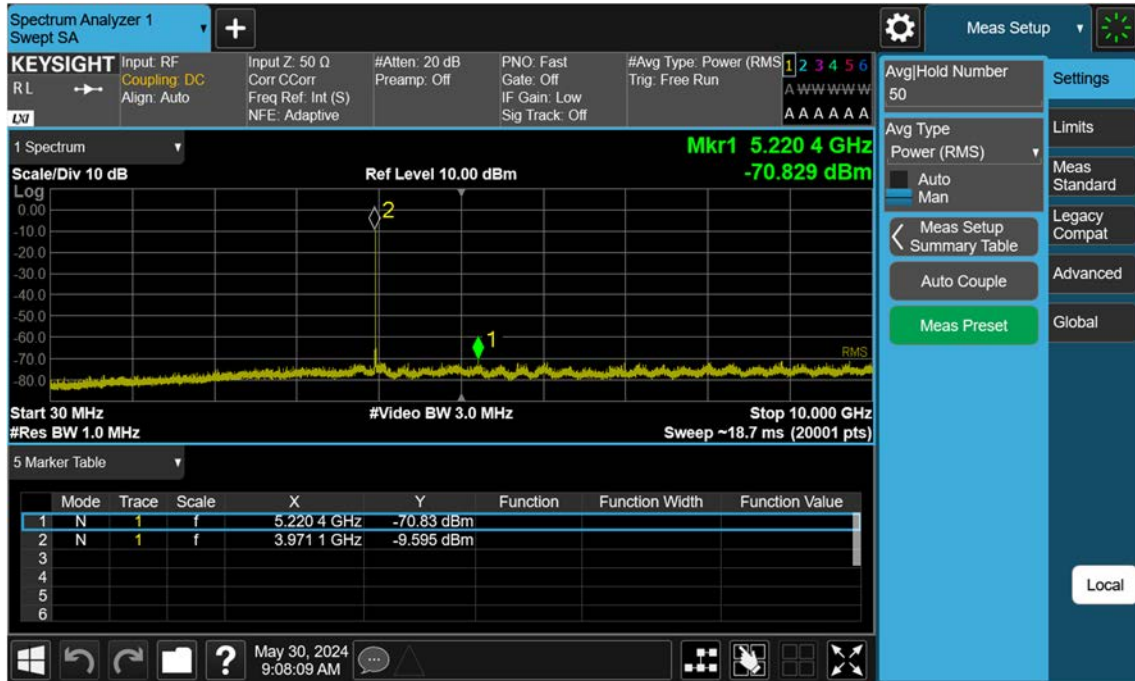 Spectrum Analyzer 1
Swept SA
Meas Setup
KEYSIGHT
R L
LXI
Input: RF
Coupling: DC
Align: Auto
Input Z: 50 Ω
Corr CCorr
Freq Ref: Int (S)
NFE: Adaptive
#Atten: 20 dB
Preamp: Off
PNO: Fast
Gate: Off
IF Gain: Low
Sig Track: Off
#Avg Type: Power (RMS
Trig: Free Run
1 2 3 4 5 6
A W W W W W
A A A A A A
1 Spectrum
Mkr1 5.220 4 GHz
Scale/Div 10 dB
Ref Level 10.00 dBm
-70.829 dBm
Log
0.00
-10.0
-20.0
-30.0
-40.0
-50.0
-60.0
-70.0
-80.0
2
1
RMS
Start 30 MHz
#Video BW 3.0 MHz
Stop 10.000 GHz
#Res BW 1.0 MHz
Sweep ~18.7 ms (20001 pts)
5 Marker Table
Mode Trace Scale X Y Function Function Width Function Value
1 N 1 f 5.220 4 GHz -70.83 dBm
2 N 1 f 3.971 1 GHz -9.595 dBm
3
4
5
6
Avg|Hold Number
50
Avg Type
Power (RMS)
Auto
Man
Meas Setup
Summary Table
Auto Couple
Meas Preset
Settings
Limits
Meas
Standard
Legacy
Compat
Advanced
Global
Local
?
May 30, 2024
9:08:09 AM